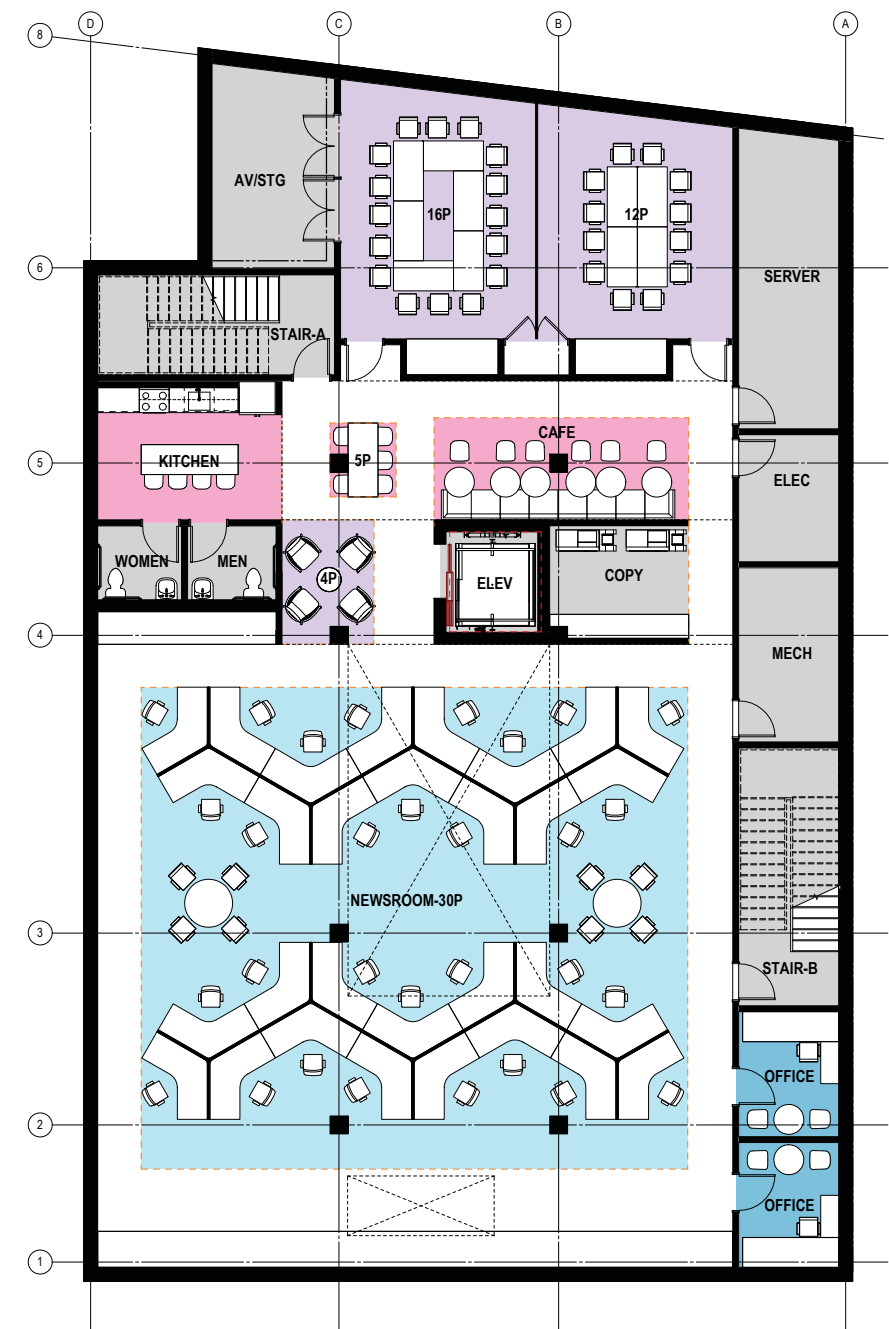 D
C
B
A
8
AV/STG
16P
12P
6
SERVER
STAIR-A
CAFE
5
KITCHEN
5P
ELEC
WOMEN
MEN
4P
ELEV
COPY
4
MECH
NEWSROOM-30P
3
STAIR-B
OFFICE
2
OFFICE
1